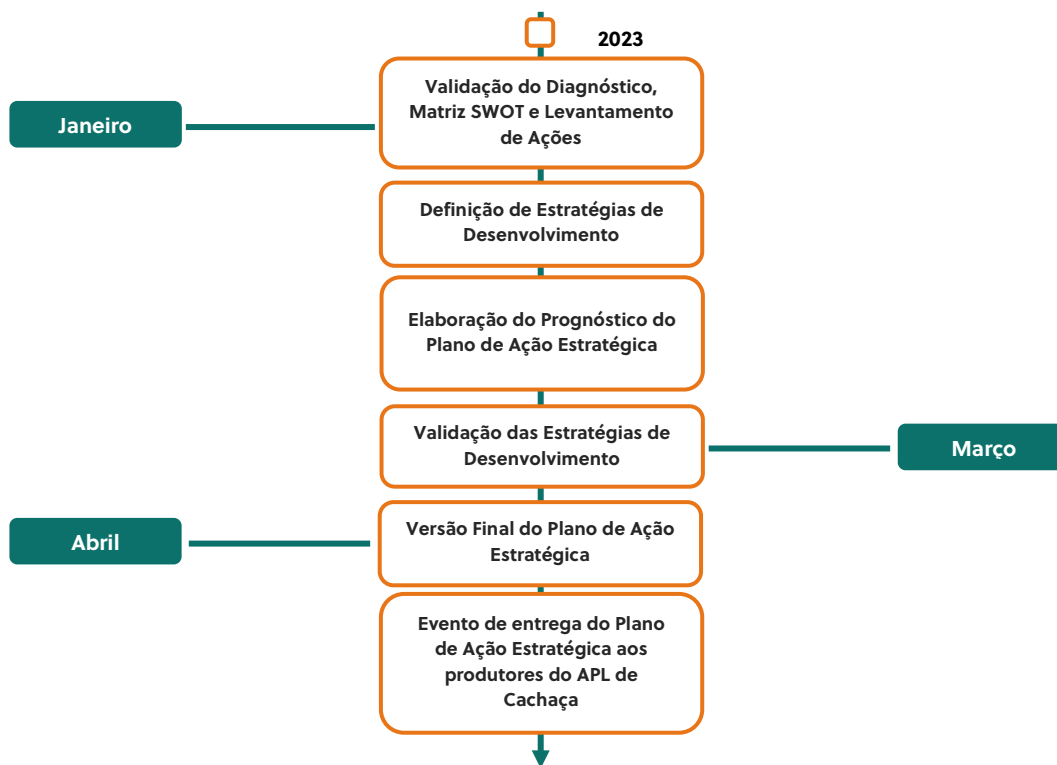 2023
Janeiro
Validação do Diagnóstico,
Matriz SWOT e Levantamento
de Ações
Definição de Estratégias de
Desenvolvimento
Elaboração do Prognóstico do
Plano de Ação Estratégica
Validação das Estratégias de
Desenvolvimento
Março
Abril
Versão Final do Plano de Ação
Estratégica
Evento de entrega do Plano
de Ação Estratégica aos
produtores do APL de
Cachaça